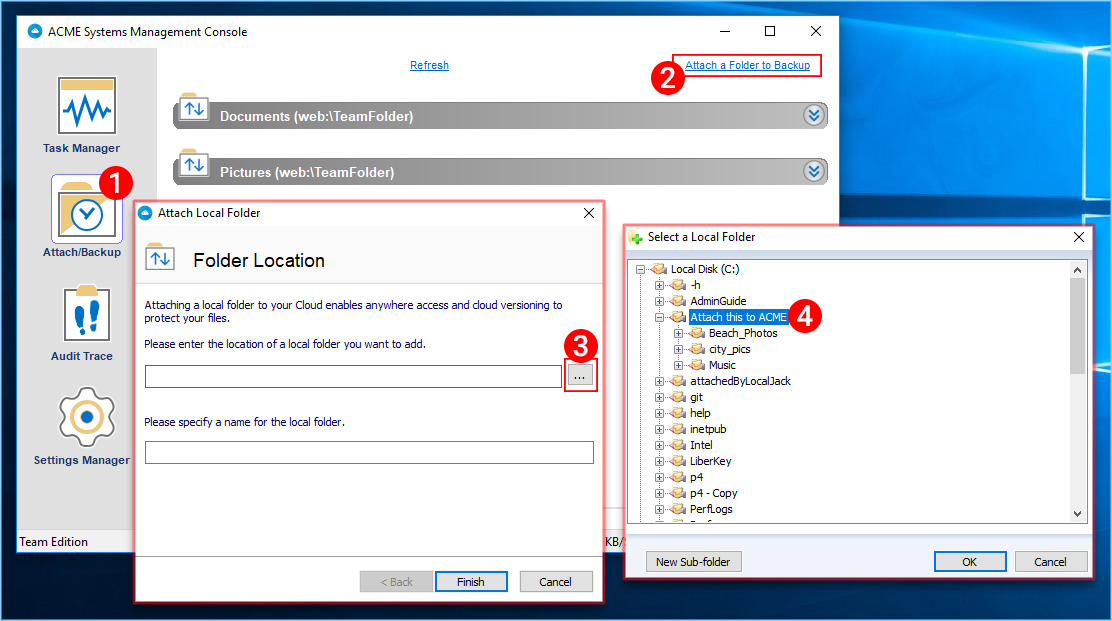 ACME Systems Management Console
Refresh
Attach a Folder to Backup
2
Documents (web:\TeamFolder)
Pictures (web:\TeamFolder)
Task Manager
1
Attach/Backup
Audit Trace
Settings Manager
Team Edition
KB/
Attach Local Folder
Folder Location
Attaching a local folder to your Cloud enables anywhere access and cloud versioning to
protect your files.
Please enter the location of a local folder you want to add.
3
...
Please specify a name for the local folder.
< Back
Finish
Cancel
Select a Local Folder
Local Disk (C:)
-h
AdminGuide
Attach this to ACME
4
Beach_Photos
city_pics
Music
attachedByLocalJack
git
help
inetpub
Intel
LiberKey
p4
p4 - Copy
PerfLogs
New Sub-folder
OK
Cancel